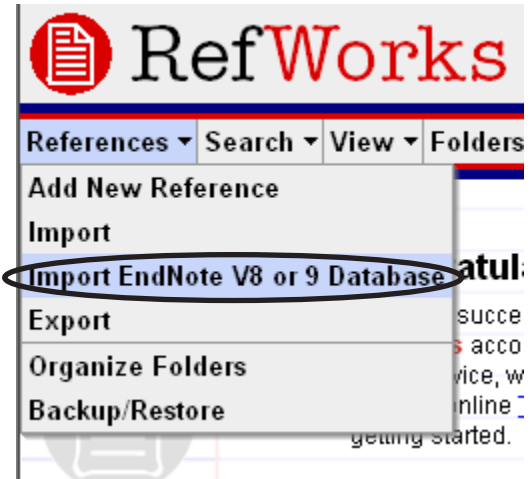 RefWorks
References Search View Folders
Add New Reference
Import
Import EndNote V8 or 9 Database
Export
Organize Folders
Backup/Restore
getting started.